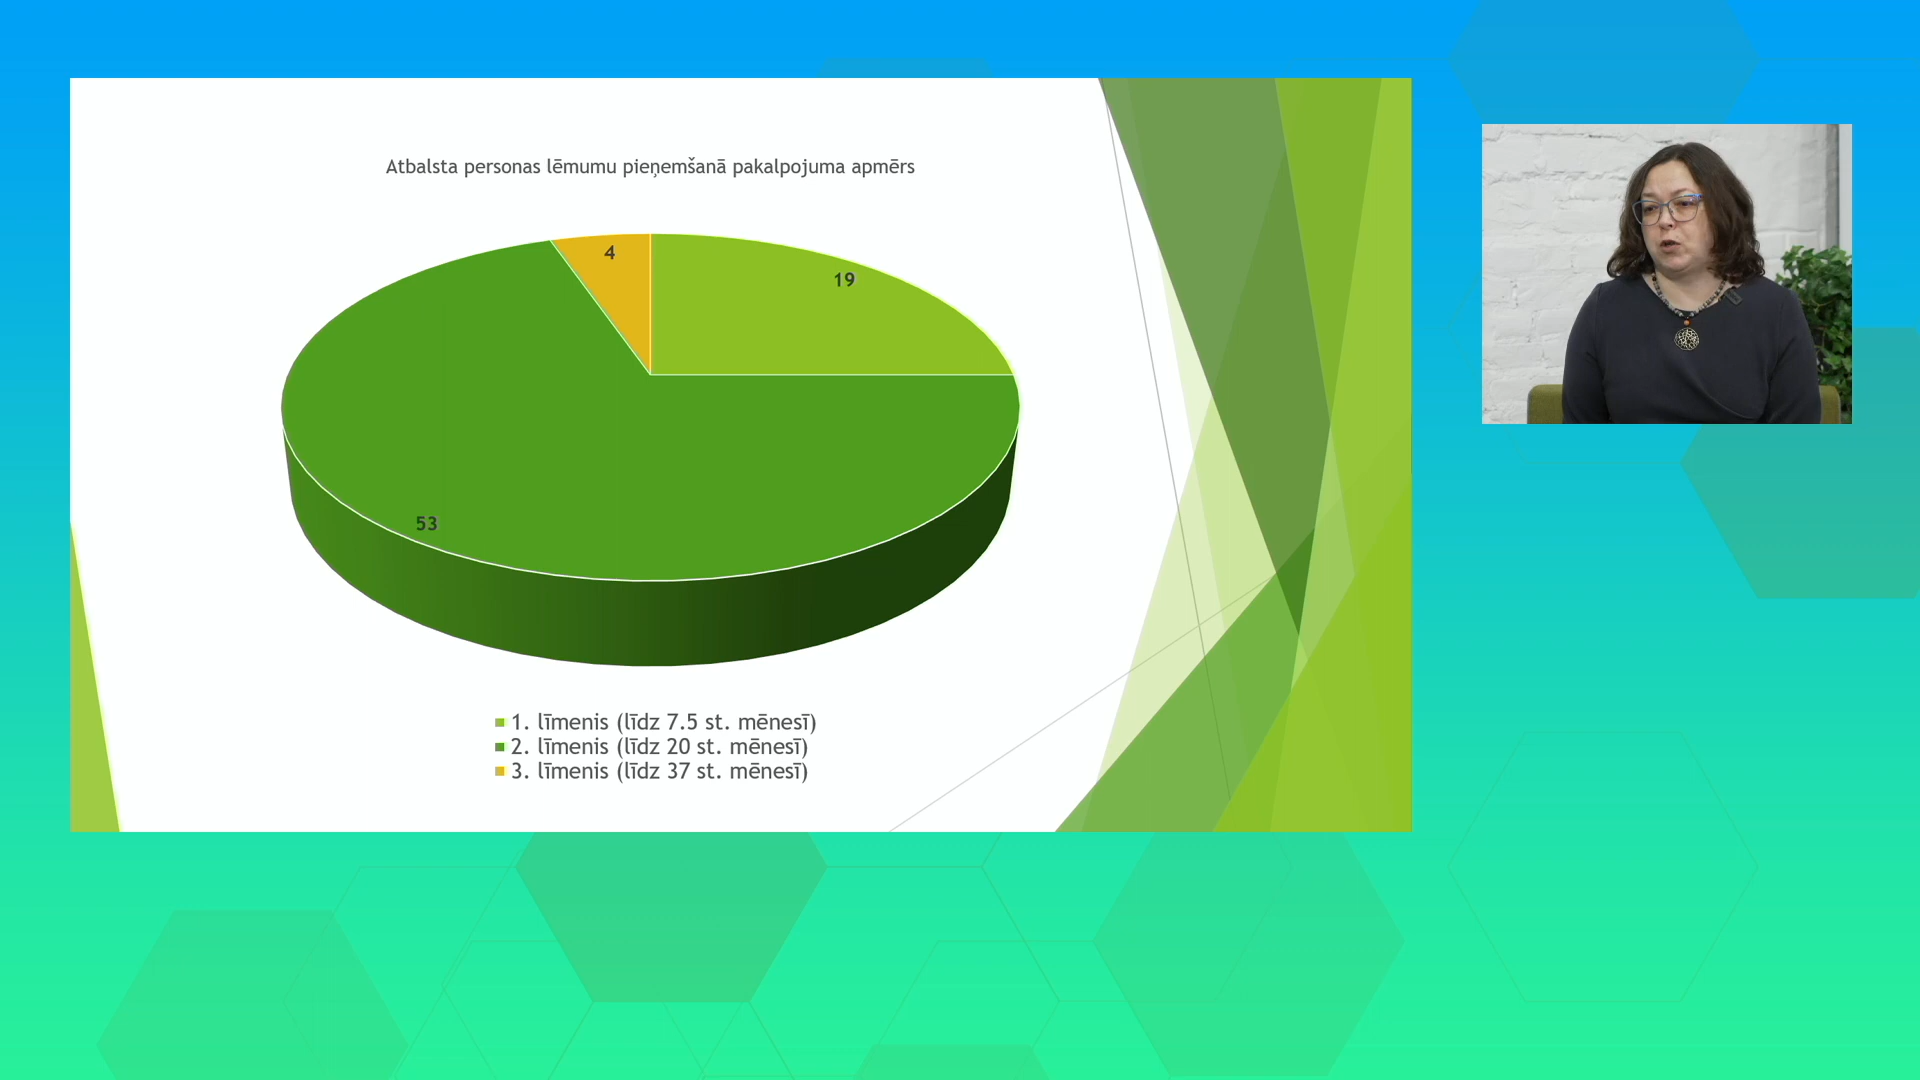 Atbalsta personas lēmumu pieņemšanā pakalpojuma apmērs
4
19
53
1. līmenis (līdz 7.5 st. mēnesī)
2. līmenis (līdz 20 st. mēnesī)
3. līmenis (līdz 37 st. mēnesī)